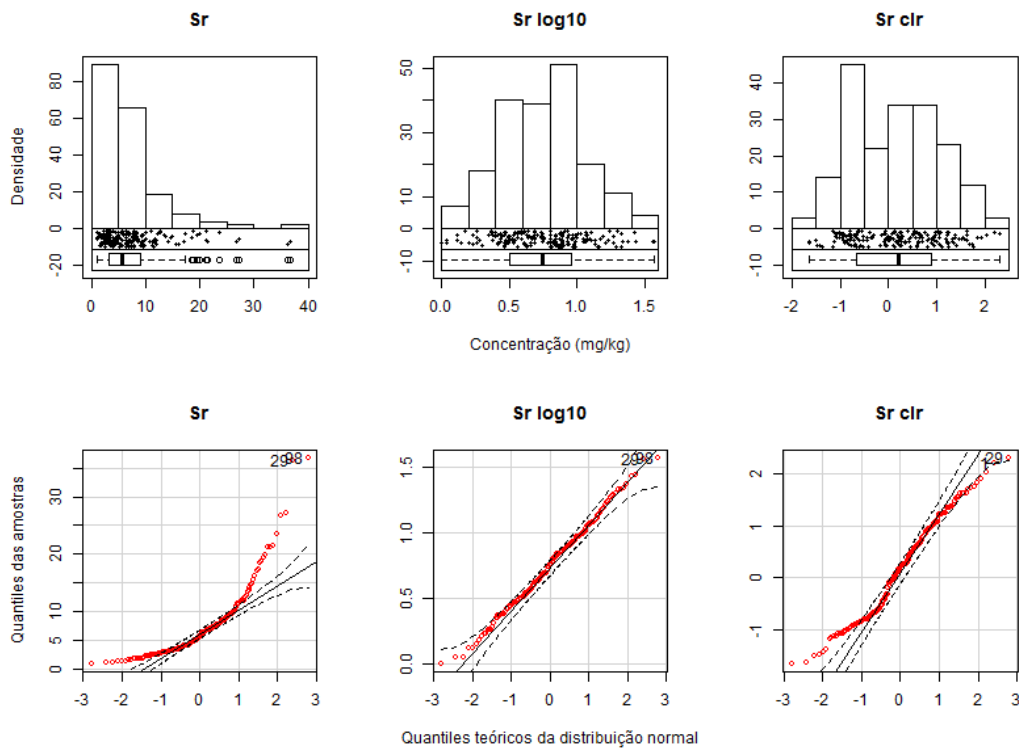 Sr
Sr log10
Sr clr
Densidade
80
60
40
20
0
-20
0 10 20 30 40
50
30
10
0
-10
0.0 0.5 1.0 1.5
40
30
20
10
0
-10
-2 -1 0 1 2
Concentração (mg/kg)
Sr
Sr log10
Sr clr
Quantiles das amostras
30
20
10
5
0
-3 -2 -1 0 1 2 3
29
98
1.5
1.0
0.5
0.0
-3 -2 -1 0 1 2 3
29
98
2
1
0
-1
-3 -2 -1 0 1 2 3
1
29
Quantiles teóricos da distribuição normal